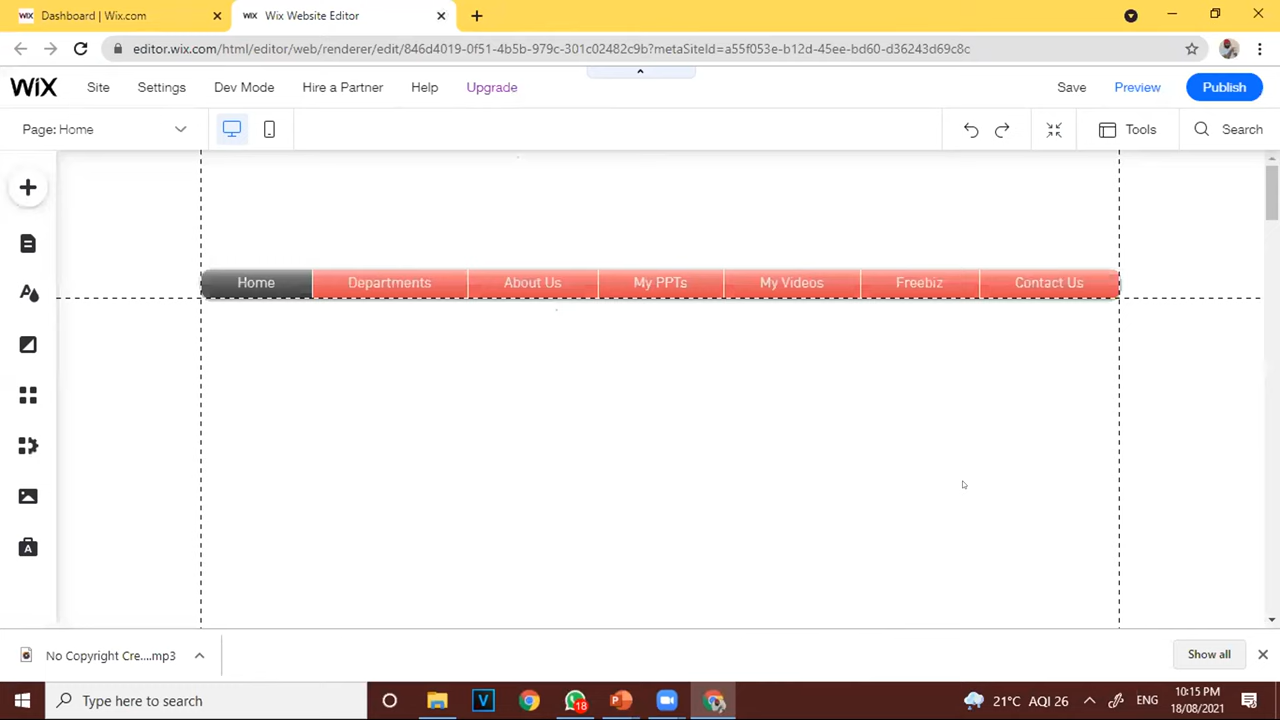 WiX Dashboard | Wix.com
WiX Wix Website Editor
editor.wix.com/html/editor/web/renderer/edit/846d4019-0f51-4b5b-979c-301c02482c9b?metaSiteId=a55f053e-b12d-45ee-bd60-d36243d69c8c
WiX Site Settings Dev Mode Hire a Partner Help Upgrade Save Preview Publish
Page: Home Tools Search
Home Departments About Us My PPTs My Videos Freebiz Contact Us
No Copyright Cre....mp3 Show all
Type here to search V 18 P 21°C AQI 26 ENG 10:15 PM
18/08/2021